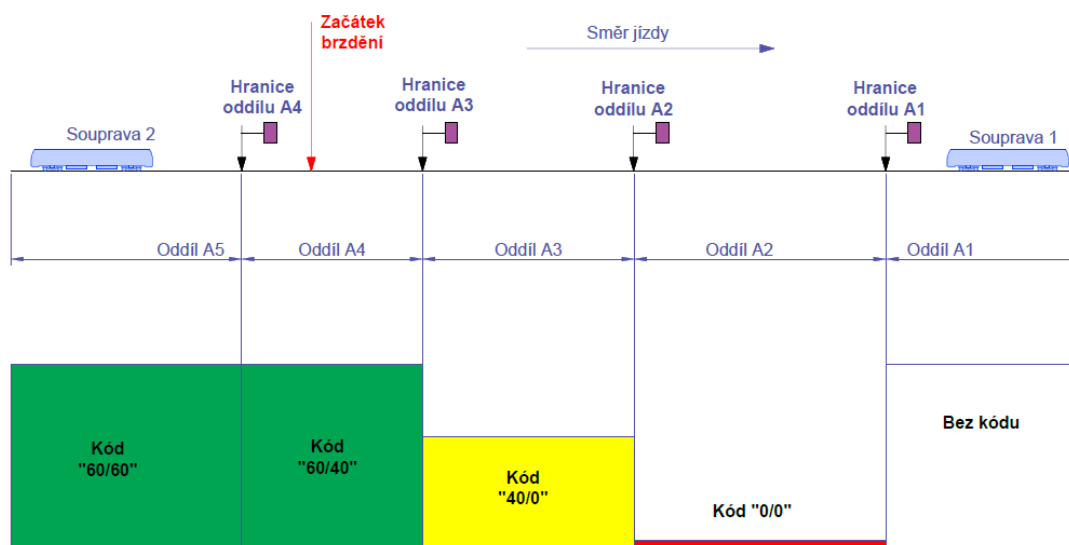 Začátek
brzdění
Směr jízdy
Hranice
oddílu A4
Hranice
oddílu A3
Hranice
oddílu A2
Hranice
oddílu A1
Souprava 2
Souprava 1
Oddíl A5
Oddíl A4
Oddíl A3
Oddíl A2
Oddíl A1
Kód
"60/60"
Kód
"60/40"
Kód
"40/0"
Kód "0/0"
Bez kódu